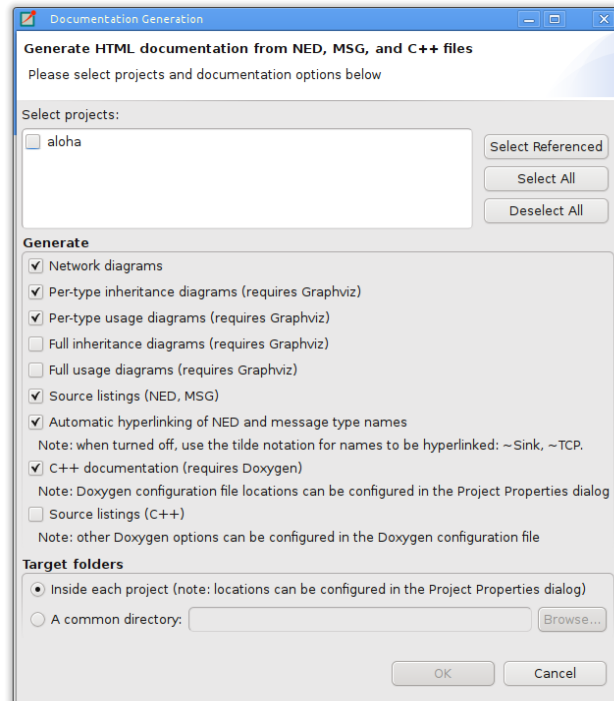 Documentation Generation
Generate HTML documentation from NED, MSG, and C++ files
Please select projects and documentation options below
Select projects:
aloha
Select Referenced
Select All
Deselect All
Generate
Network diagrams
Per-type inheritance diagrams (requires Graphviz)
Per-type usage diagrams (requires Graphviz)
Full inheritance diagrams (requires Graphviz)
Full usage diagrams (requires Graphviz)
Source listings (NED, MSG)
Automatic hyperlinking of NED and message type names
Note: when turned off, use the tilde notation for names to be hyperlinked: ~Sink, ~TCP.
C++ documentation (requires Doxygen)
Note: Doxygen configuration file locations can be configured in the Project Properties dialog
Source listings (C++)
Note: other Doxygen options can be configured in the Doxygen configuration file
Target folders
Inside each project (note: locations can be configured in the Project Properties dialog)
A common directory:
Browse...
OK
Cancel